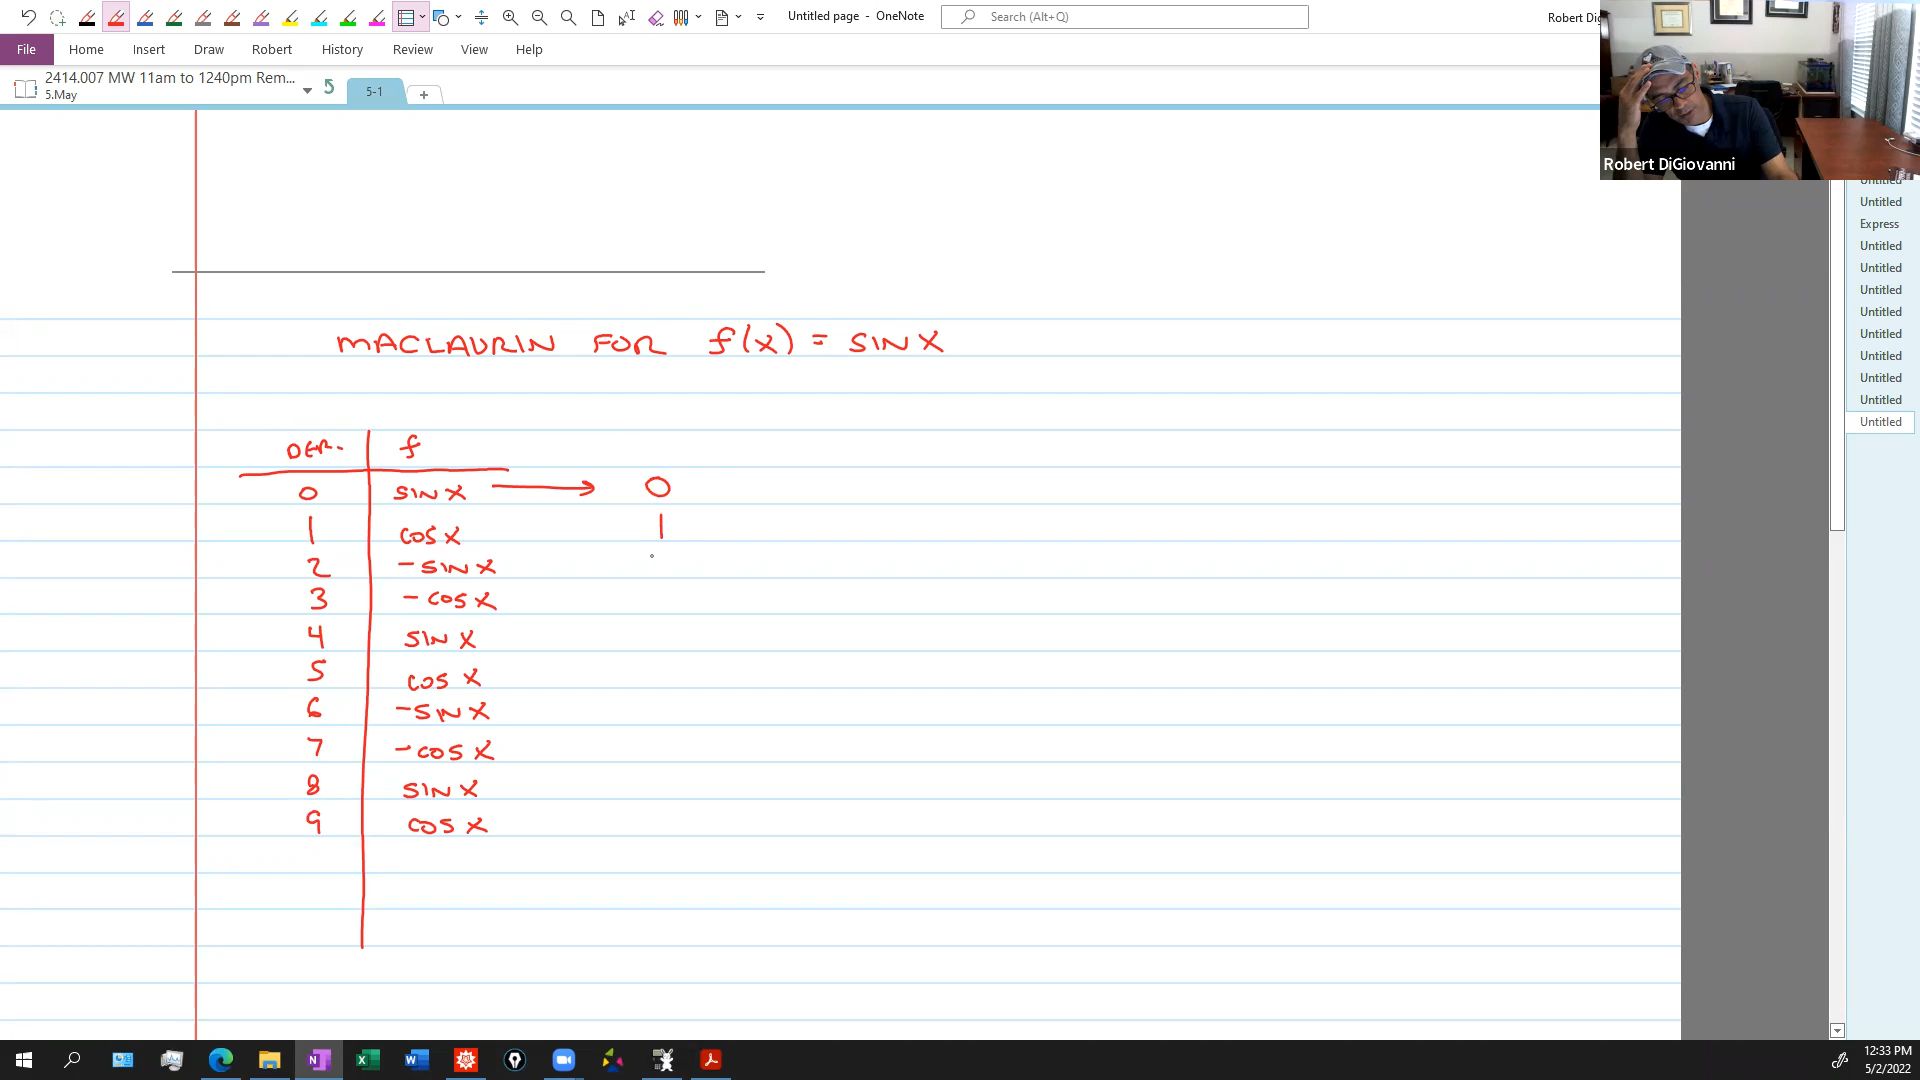 Untitled page - OneNote
Search (Alt+Q)
File Home Insert Draw Robert History Review View Help
2414.007 MW 11am to 1240pm Rem...
5.May
5-1
Robert DiGiovanni
Untitled
Express
Untitled
Untitled
Untitled
Untitled
Untitled
Untitled
Untitled
Untitled
Untitled
MACLAURIN FOR f(x) = SIN X
DER. f
0 SIN X → 0
1 COS X 1
2 -SIN X
3 -COS X
4 SIN X
5 COS X
6 -SIN X
7 -COS X
8 SIN X
9 COS X
12:33 PM
5/2/2022